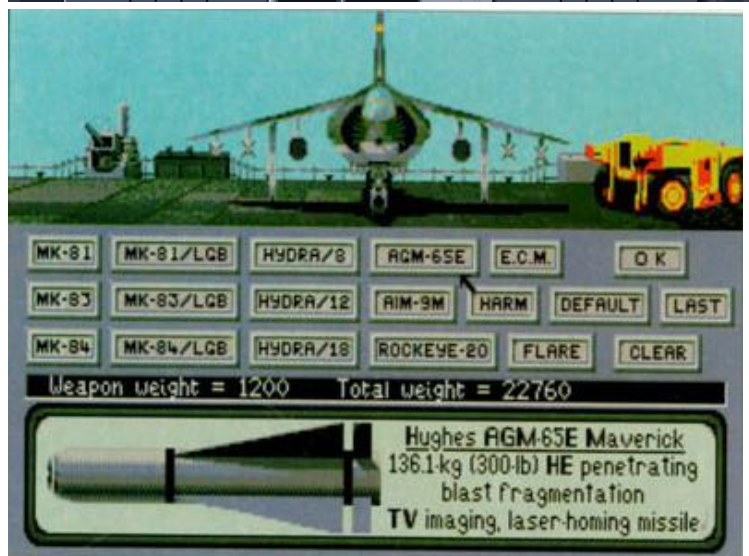 MK-81 MK-81/LGB HYDRA/8 AGM-65E E.C.M. OK
MK-83 MK-83/LGB HYDRA/12 AIM-9M HARM DEFAULT LAST
MK-84 MK-84/LGB HYDRA/18 ROCKEYE-20 FLARE CLEAR
Weapon weight = 1200 Total weight = 22760
Hughes AGM-65E Maverick
136.1-kg (300-lb) HE penetrating
blast fragmentation
TV imaging, laser-homing missile